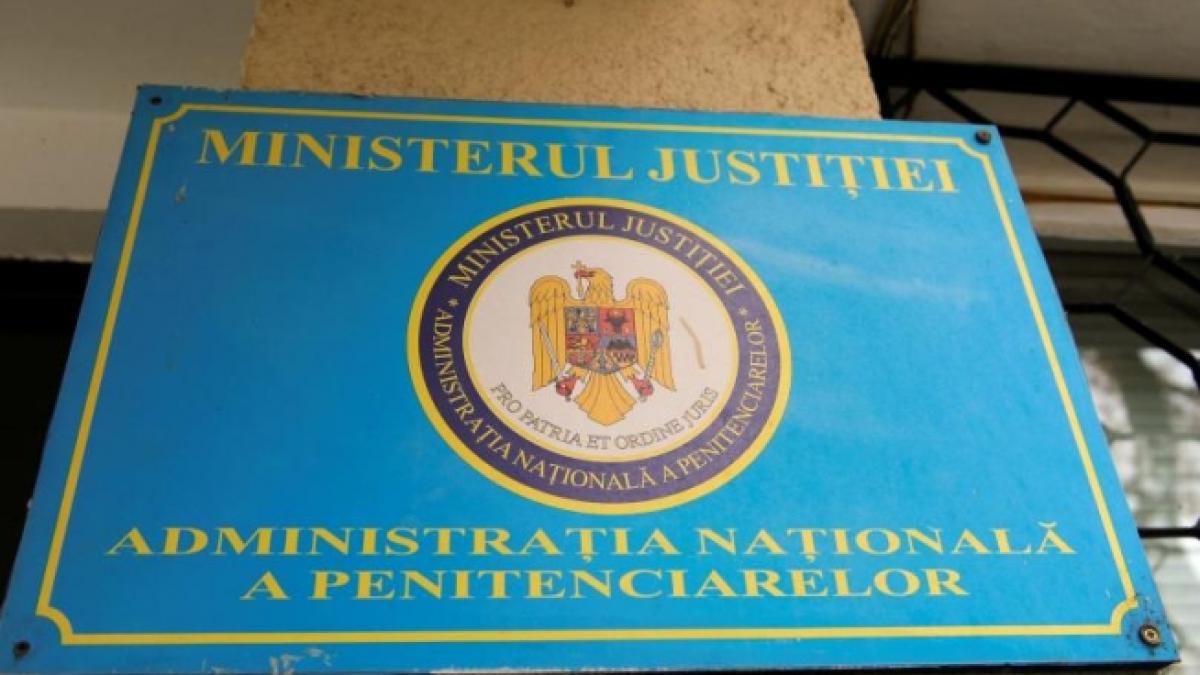 MINISTERUL JUSTIȚIEI
* MINISTERUL JUSTIȚIEI *
PRO PATRIA ET ORDINE JURIS
ADMINISTRAȚIA NAȚIONALĂ A PENITENCIARELOR
ADMINISTRAȚIA NAȚIONALĂ
A PENITENCIARELOR